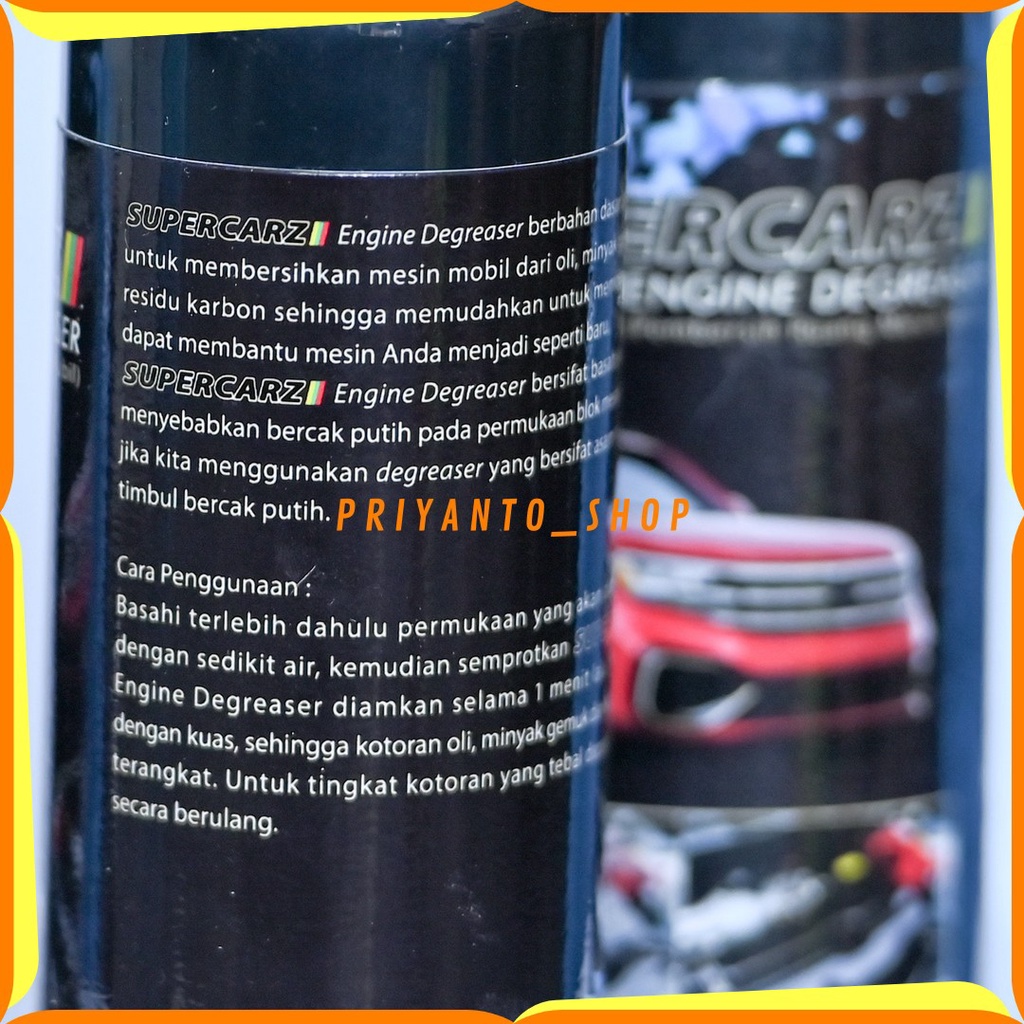 SUPERCARZ Engine Degreaser berbahan
untuk membersihkan mesin mobil dari oli,
residu karbon sehingga memudahkan untuk
dapat membantu mesin Anda menjadi seperti baru.
SUPERCARZ Engine Degreaser bersifat
menyebabkan bercak putih pada permukaan blok
jika kita menggunakan degreaser yang bersifat
timbul bercak putih.
PRIYANTO_SHOP
Cara Penggunaan :
Basahi terlebih dahulu permukaan yang
dengan sedikit air, kemudian semprotkan
Engine Degreaser diamkan selama 1 menit
dengan kuas, sehingga kotoran oli, minyak gemuk
terangkat. Untuk tingkat kotoran yang tebal
secara berulang.
ERCARZ
ENGINE